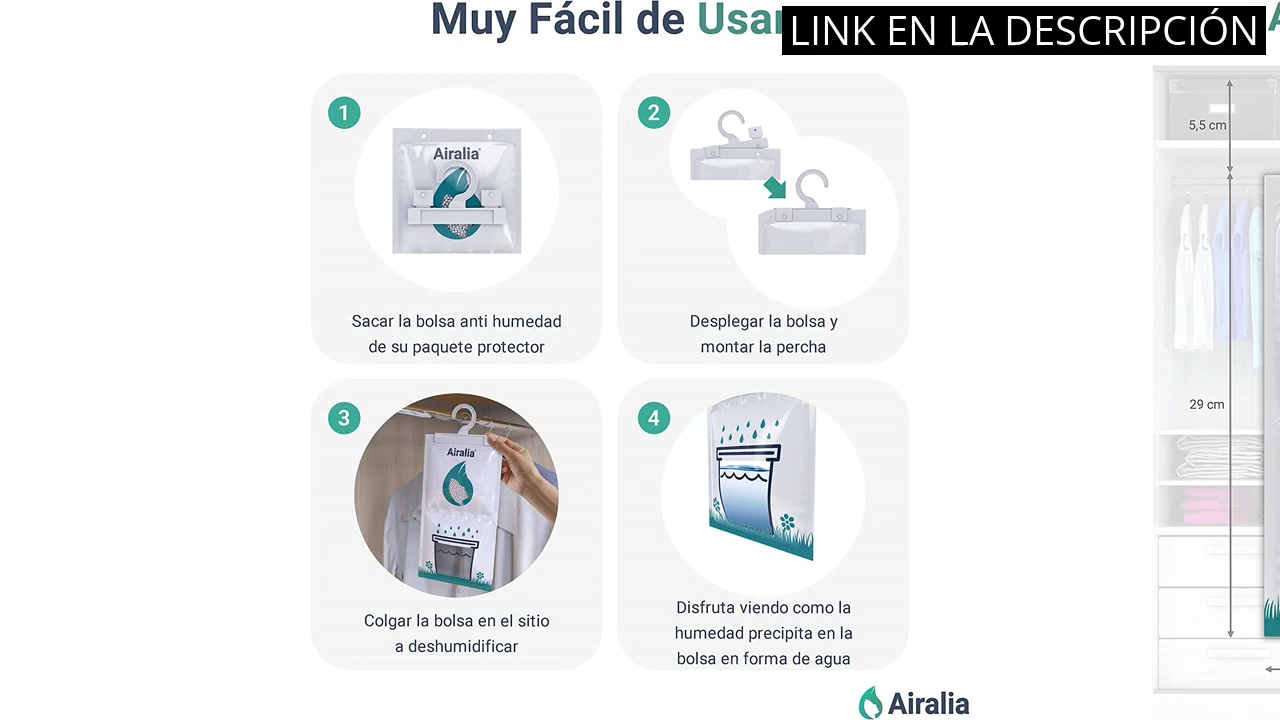 Muy Fácil de Usar
LINK EN LA DESCRIPCIÓN
1
Airalia
2
Sacar la bolsa anti humedad
de su paquete protector
Desplegar la bolsa y
montar la percha
3
Airalia
4
Colgar la bolsa en el sitio
a deshumidificar
Disfruta viendo como la
humedad precipita en la
bolsa en forma de agua
Airalia
5,5 cm
29 cm